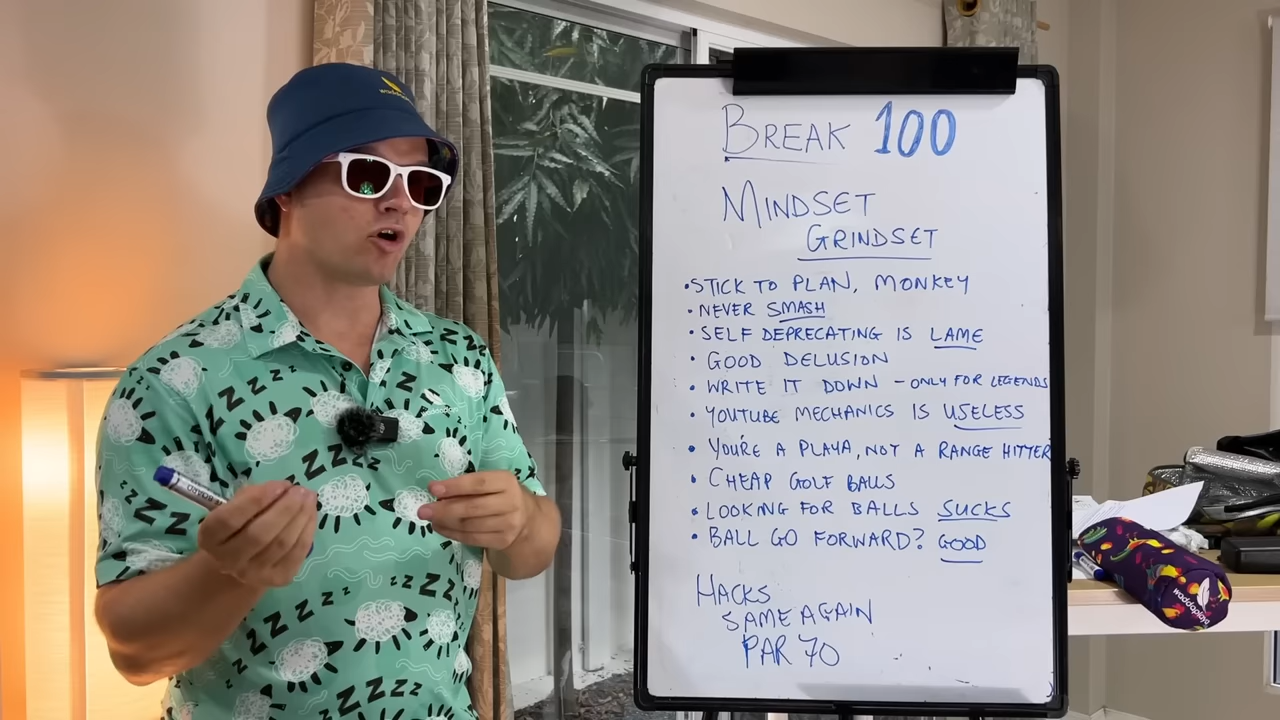 BREAK 100
MINDSET
GRINDSET
• STICK TO PLAN, MONKEY
• NEVER SMASH
• SELF DEPRECATING IS LAME
• GOOD DELUSION
• WRITE IT DOWN - ONLY FOR LEGENDS
• YOUTUBE MECHANICS IS USELESS
• YOU'RE A PLAYA, NOT A RANGE HITTER
• CHEAP GOLF BALLS
• LOOKING FOR BALLS SUCKS
• BALL GO FORWARD? GOOD
HACKS
SAME AGAIN
PAR 70
waddaplaya
zzzzz